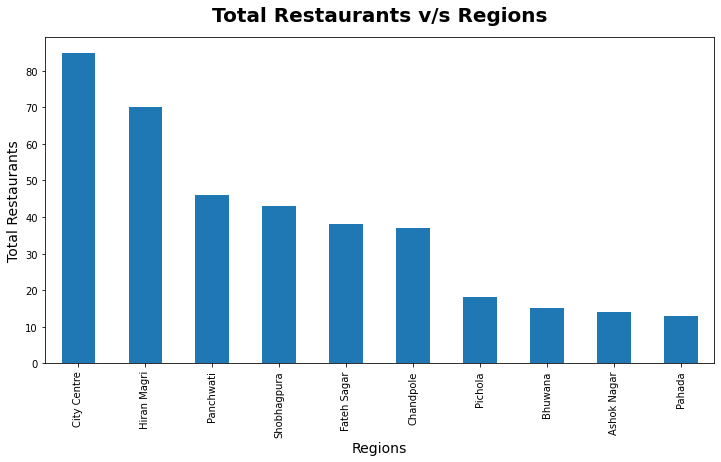 Total Restaurants v/s Regions
Total Restaurants
80
70
60
50
40
30
20
10
0
City Centre
Hiran Magri
Panchwati
Shobhagpura
Fateh Sagar
Chandpole
Pichola
Bhuwana
Ashok Nagar
Pahada
Regions